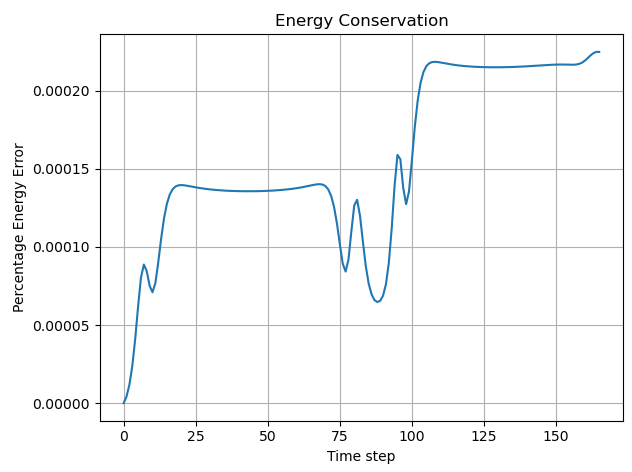 Energy Conservation
Percentage Energy Error
0.00020
0.00015
0.00010
0.00005
0.00000
0 25 50 75 100 125 150
Time step